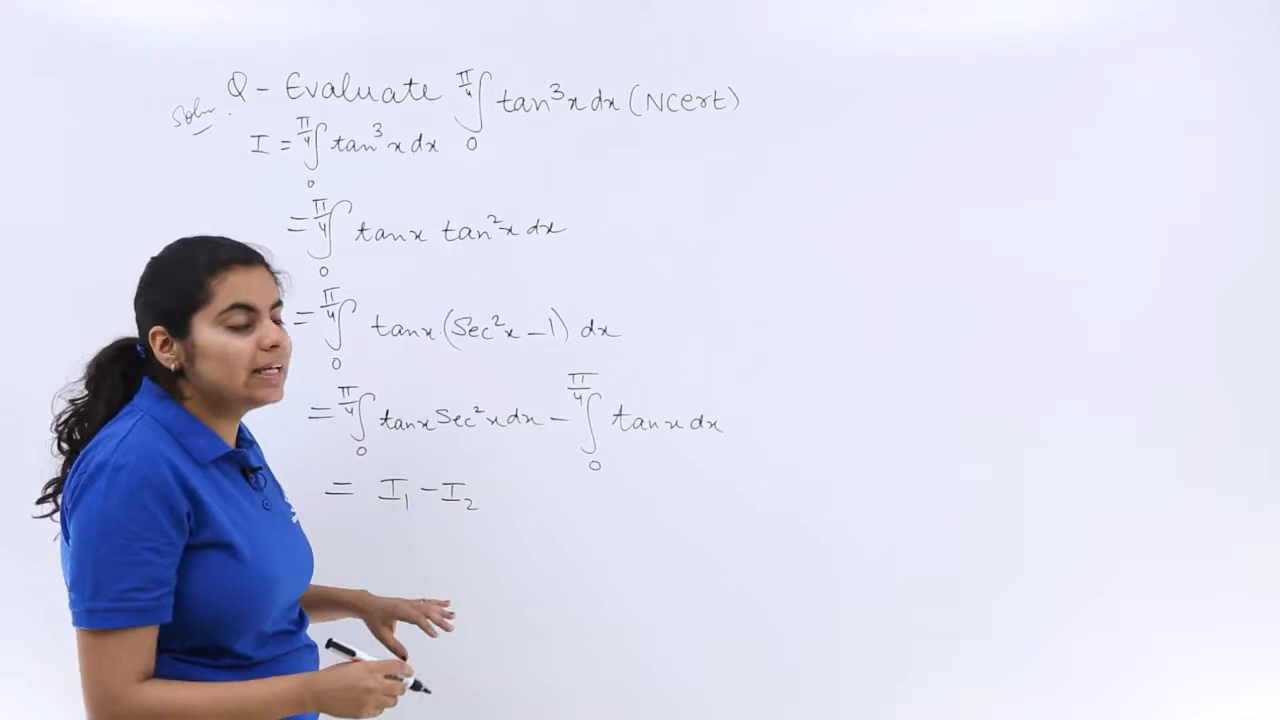 Q - Evaluate π/4∫0 tan³x dx (NCert)
Soln.
I = π/4∫0 tan³x dx
= π/4∫0 tanx tan²x dx
= π/4∫0 tanx.(Sec²x - 1) dx
= π/4∫0 tanx Sec²x dx - π/4∫0 tanx dx
= I₁ - I₂